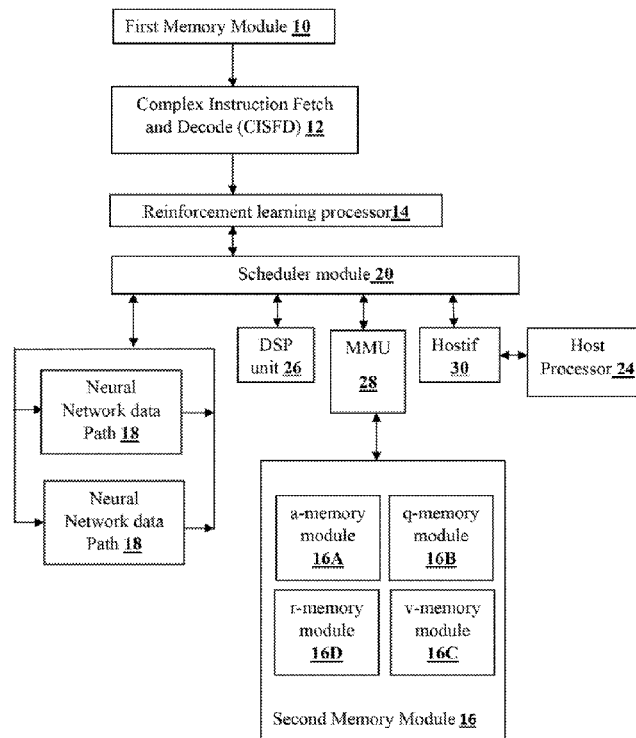 First Memory Module 10
Complex Instruction Fetch
and Decode (CISFD) 12
Reinforcement learning processor14
Scheduler module 20
DSP
unit 26
MMU
28
Hostif
30
Host
Processor 24
Neural
Network data
Path 18
Neural
Network data
Path 18
a-memory
module
16A
q-memory
module
16B
r-memory
module
16D
v-memory
module
16C
Second Memory Module 16